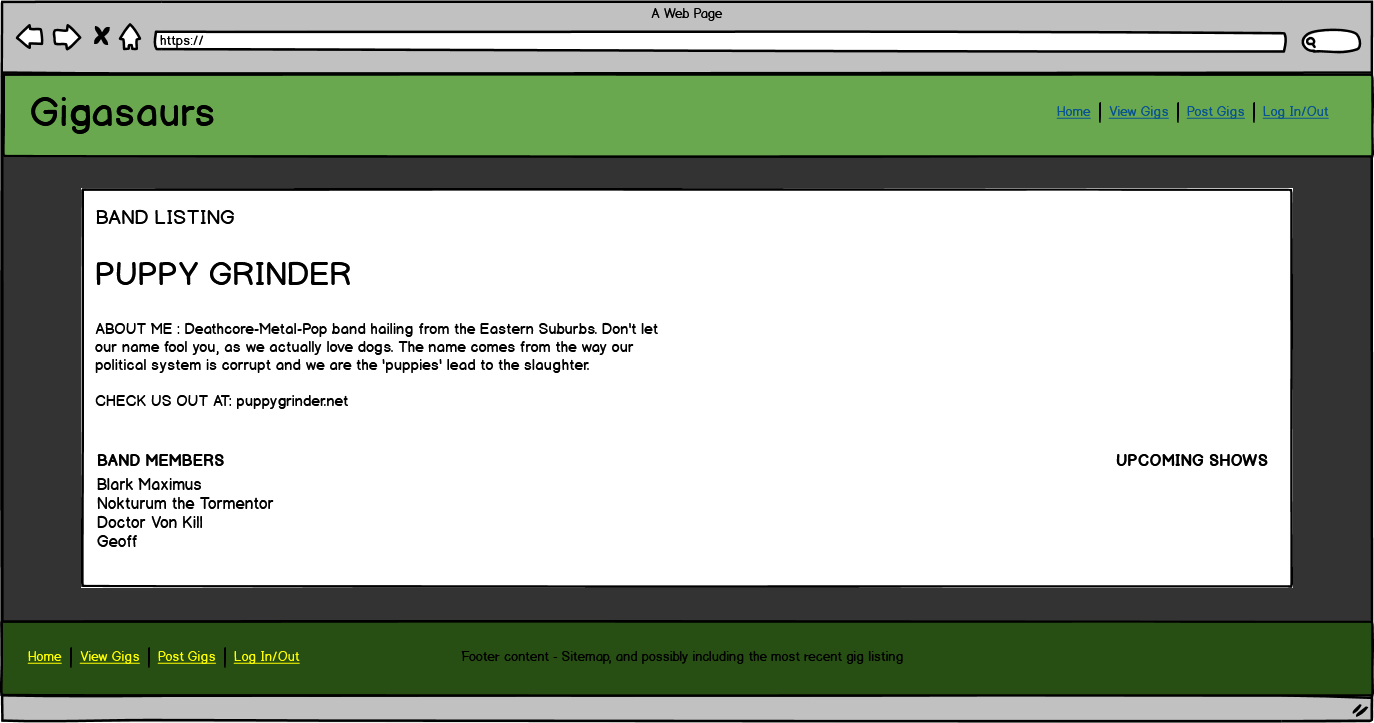 A Web Page
https://
Gigasaurs
Home | View Gigs | Post Gigs | Log In/Out
BAND LISTING
PUPPY GRINDER
ABOUT ME : Deathcore-Metal-Pop band hailing from the Eastern Suburbs. Don't let
our name fool you, as we actually love dogs. The name comes from the way our
political system is corrupt and we are the 'puppies' lead to the slaughter.
CHECK US OUT AT: puppygrinder.net
BAND MEMBERS
Blark Maximus
Nokturum the Tormentor
Doctor Von Kill
Geoff
UPCOMING SHOWS
Home | View Gigs | Post Gigs | Log In/Out
Footer content - Sitemap, and possibly including the most recent gig listing